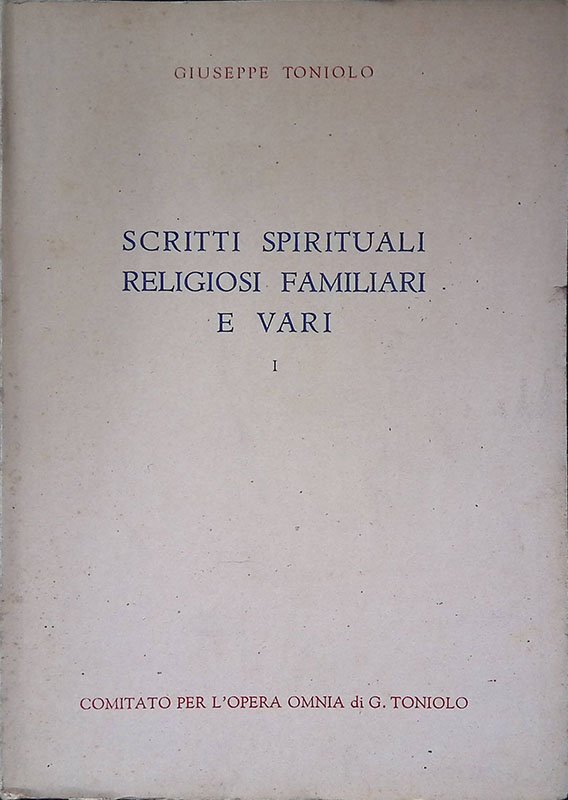 GIUSEPPE TONIOLO
SCRITTI SPIRITUALI
RELIGIOSI FAMILIARI
E VARI
I
COMITATO PER L'OPERA OMNIA di G. TONIOLO